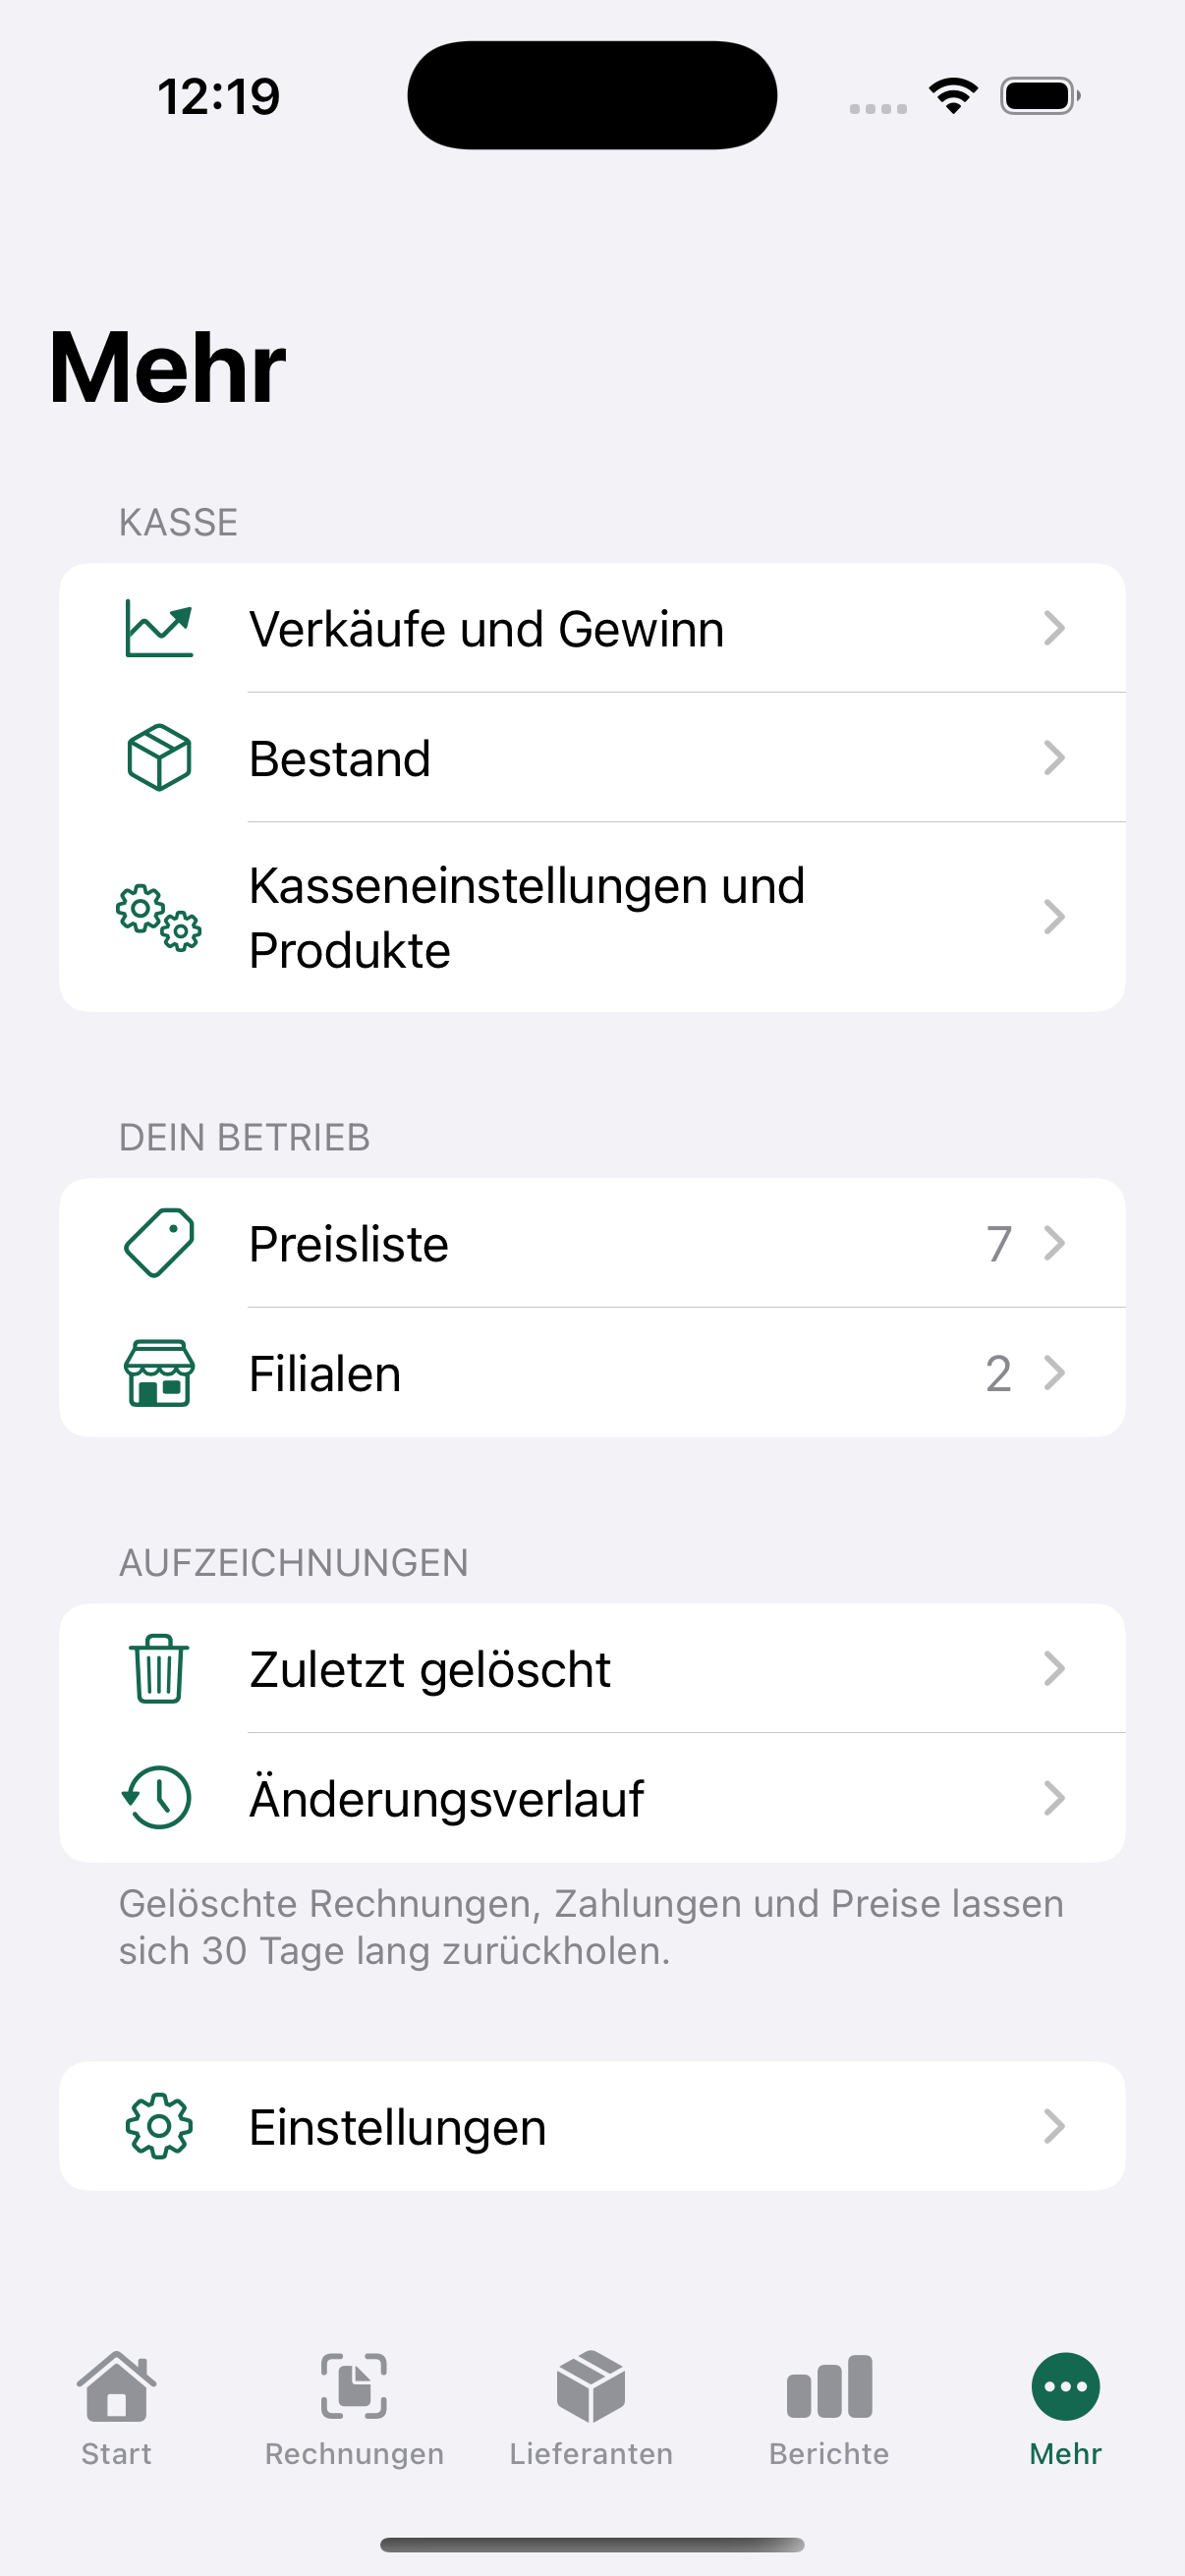 12:19
Mehr
KASSE
Verkäufe und Gewinn
Bestand
Kasseneinstellungen und
Produkte
DEIN BETRIEB
Preisliste 7
Filialen 2
AUFZEICHNUNGEN
Zuletzt gelöscht
Änderungsverlauf
Gelöschte Rechnungen, Zahlungen und Preise lassen
sich 30 Tage lang zurückholen.
Einstellungen
Start Rechnungen Lieferanten Berichte Mehr